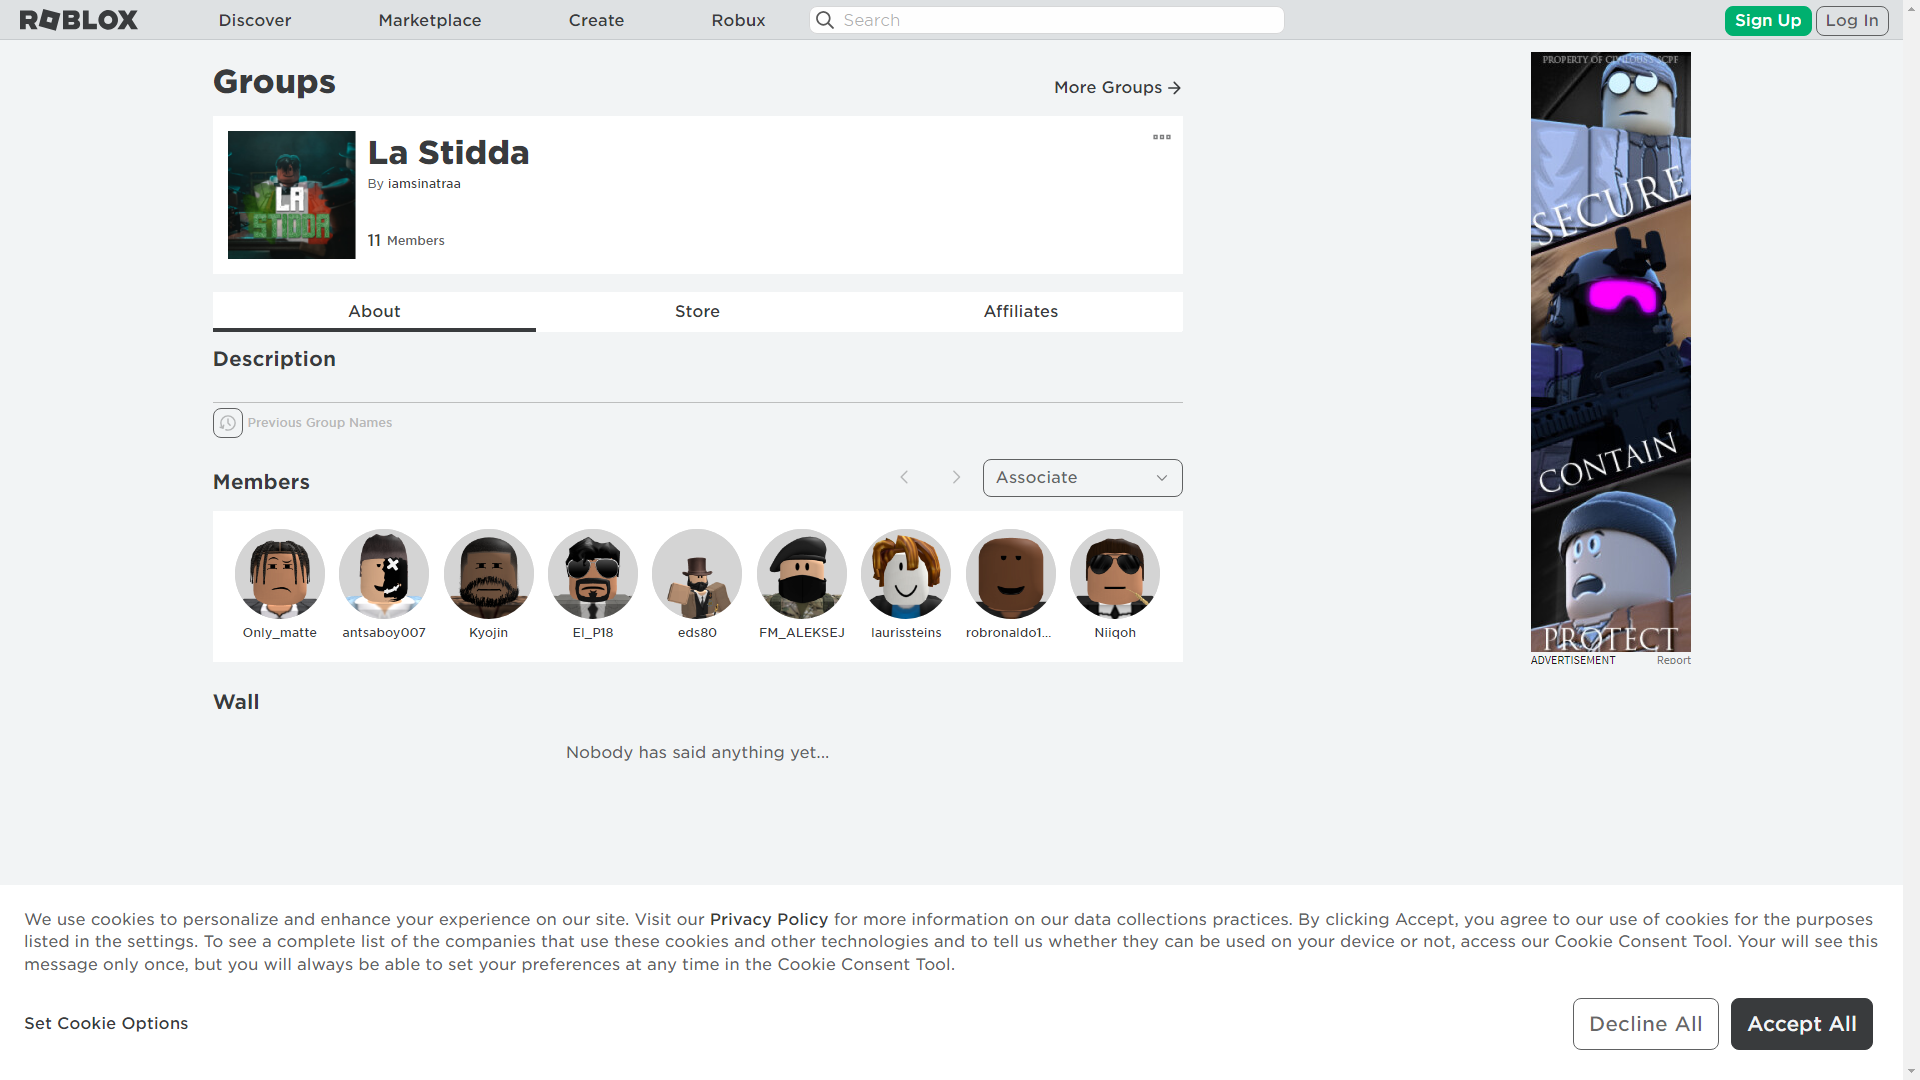 ROBLOX
Discover
Marketplace
Create
Robux
Search
Sign Up
Log In
Groups
More Groups
LA
STIDDA
La Stidda
By iamsinatraa
11 Members
About
Store
Affiliates
Description
Previous Group Names
Members
Associate
Only_matte
antsaboy007
Kyojin
El_P18
eds80
FM_ALEKSEJ
laurissteins
robronaldo1...
Niiqoh
Wall
Nobody has said anything yet...
PROPERTY OF CIVILOUS'S SCPF
SECURE
CONTAIN
PROTECT
ADVERTISEMENT
Report
We use cookies to personalize and enhance your experience on our site. Visit our Privacy Policy for more information on our data collections practices. By clicking Accept, you agree to our use of cookies for the purposes
listed in the settings. To see a complete list of the companies that use these cookies and other technologies and to tell us whether they can be used on your device or not, access our Cookie Consent Tool. Your will see this
message only once, but you will always be able to set your preferences at any time in the Cookie Consent Tool.
Set Cookie Options
Decline All
Accept All